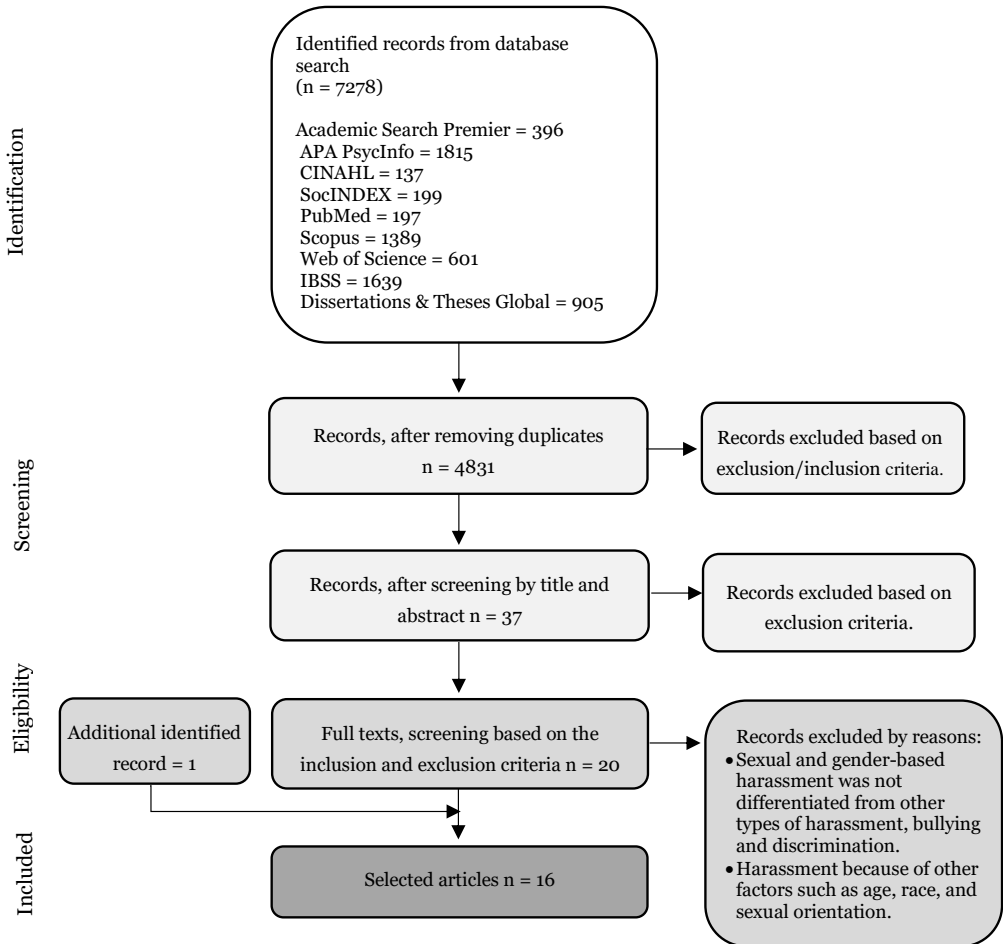 Identification
Identified records from database
search
(n = 7278)
Academic Search Premier = 396
APA PsycInfo = 1815
CINAHL = 137
SocINDEX = 199
PubMed = 197
Scopus = 1389
Web of Science = 601
IBSS = 1639
Dissertations & Theses Global = 905
Screening
Records, after removing duplicates
n = 4831
Records excluded based on
exclusion/inclusion criteria.
Records, after screening by title and
abstract n = 37
Records excluded based on
exclusion criteria.
Eligibility
Additional identified
record = 1
Full texts, screening based on the
inclusion and exclusion criteria n = 20
Records excluded by reasons:
• Sexual and gender-based
harassment was not
differentiated from other
types of harassment, bullying
and discrimination.
• Harassment because of other
factors such as age, race, and
sexual orientation.
Included
Selected articles n = 16